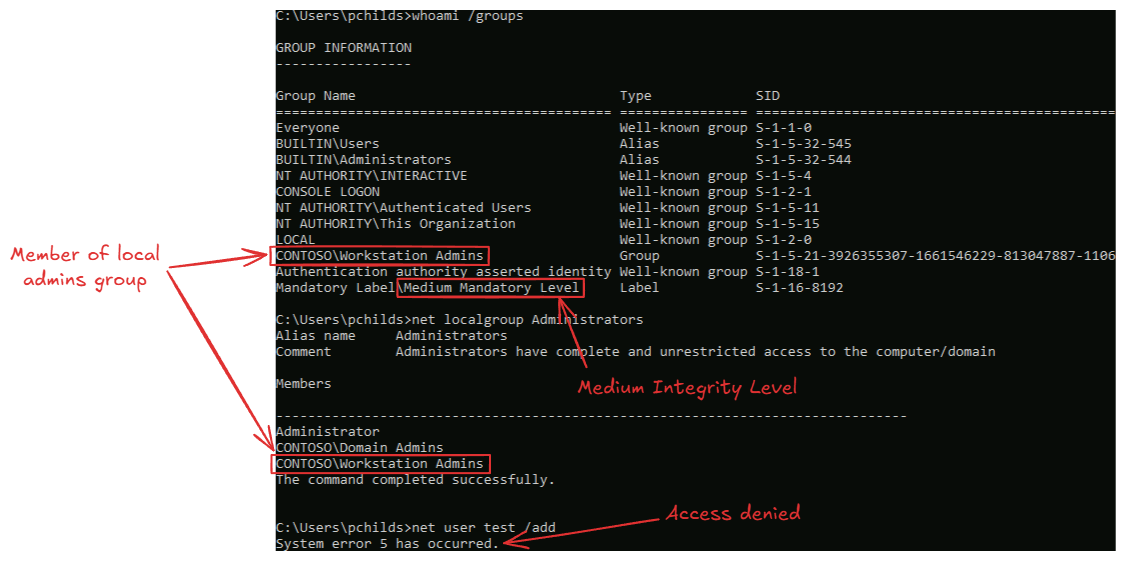 C:\Users\pchilds>whoami /groups
GROUP INFORMATION
-----------------
Group Name Type SID
========================================== ================ =============================================
Everyone Well-known group S-1-1-0
BUILTIN\Users Alias S-1-5-32-545
BUILTIN\Administrators Alias S-1-5-32-544
NT AUTHORITY\INTERACTIVE Well-known group S-1-5-4
CONSOLE LOGON Well-known group S-1-2-1
NT AUTHORITY\Authenticated Users Well-known group S-1-5-11
NT AUTHORITY\This Organization Well-known group S-1-5-15
LOCAL Well-known group S-1-2-0
Member of local
admins group
CONTOSO\Workstation Admins Group S-1-5-21-3926355307-1661546229-813047887-1106
Authentication authority asserted identity Well-known group S-1-18-1
Mandatory Label\Medium Mandatory Level Label S-1-16-8192
C:\Users\pchilds>net localgroup Administrators
Alias name Administrators
Comment Administrators have complete and unrestricted access to the computer/domain
Medium Integrity Level
Members
-------------------------------------------------------------------------------
Administrator
CONTOSO\Domain Admins
CONTOSO\Workstation Admins
The command completed successfully.
Access denied
C:\Users\pchilds>net user test /add
System error 5 has occurred.